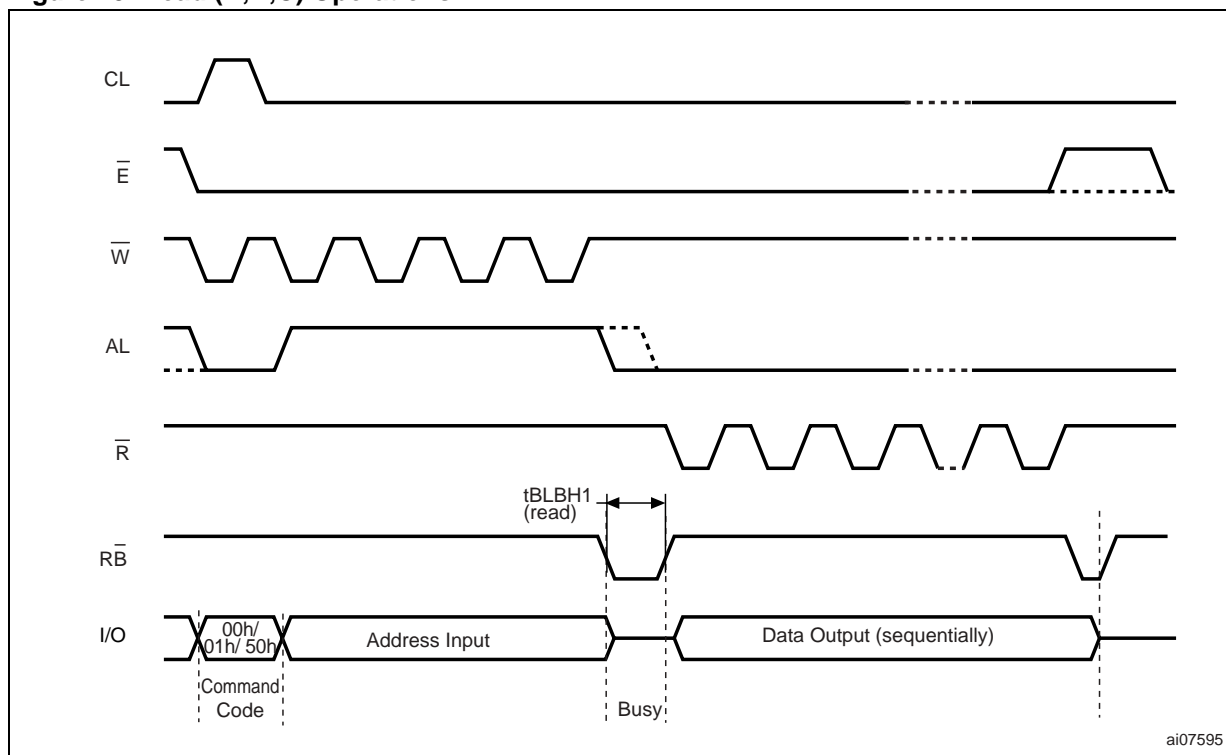 CL
E
W
AL
R
tBLBH1
(read)
RB
I/O
00h/
01h/ 50h
Address Input
Data Output (sequentially)
Command
Code
Busy
ai07595